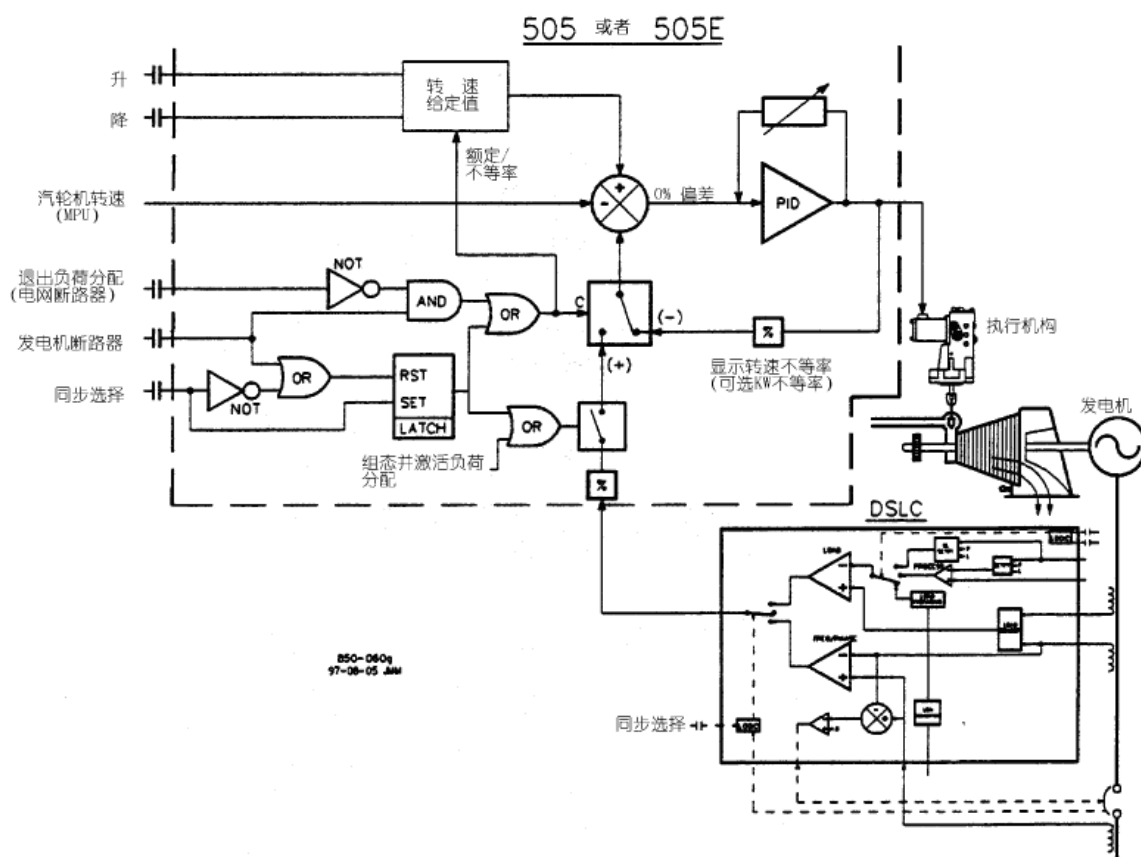 505 或者 505E
升
降
转 速
给定值
额定/
不等率
汽轮机转速
(MPU)
+
-
0% 偏差
PID
退出负荷分配
(电网断路器)
NOT
AND
OR
C
(-)
%
执行机构
发电机断路器
显示转速不等率
(可选KW不等率)
(+)
同步选择
NOT
OR
RST
SET
LATCH
OR
组态并激活负荷
分配
%
发电机
DSLC
LOGIC
LOAD
PROCESS
-
+
FREQ/PHASE
-
+
850-060g
97-08-05 JMM
同步选择
LOGIC